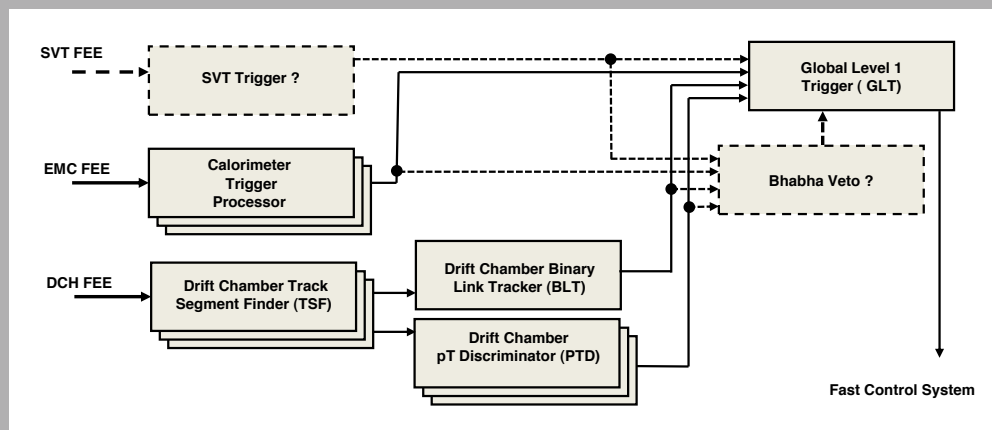 SVT FEE
SVT Trigger ?
Global Level 1
Trigger ( GLT)
EMC FEE
Calorimeter
Trigger
Processor
Bhabha Veto ?
DCH FEE
Drift Chamber Track
Segment Finder (TSF)
Drift Chamber Binary
Link Tracker (BLT)
Drift Chamber
pT Discriminator (PTD)
Fast Control System